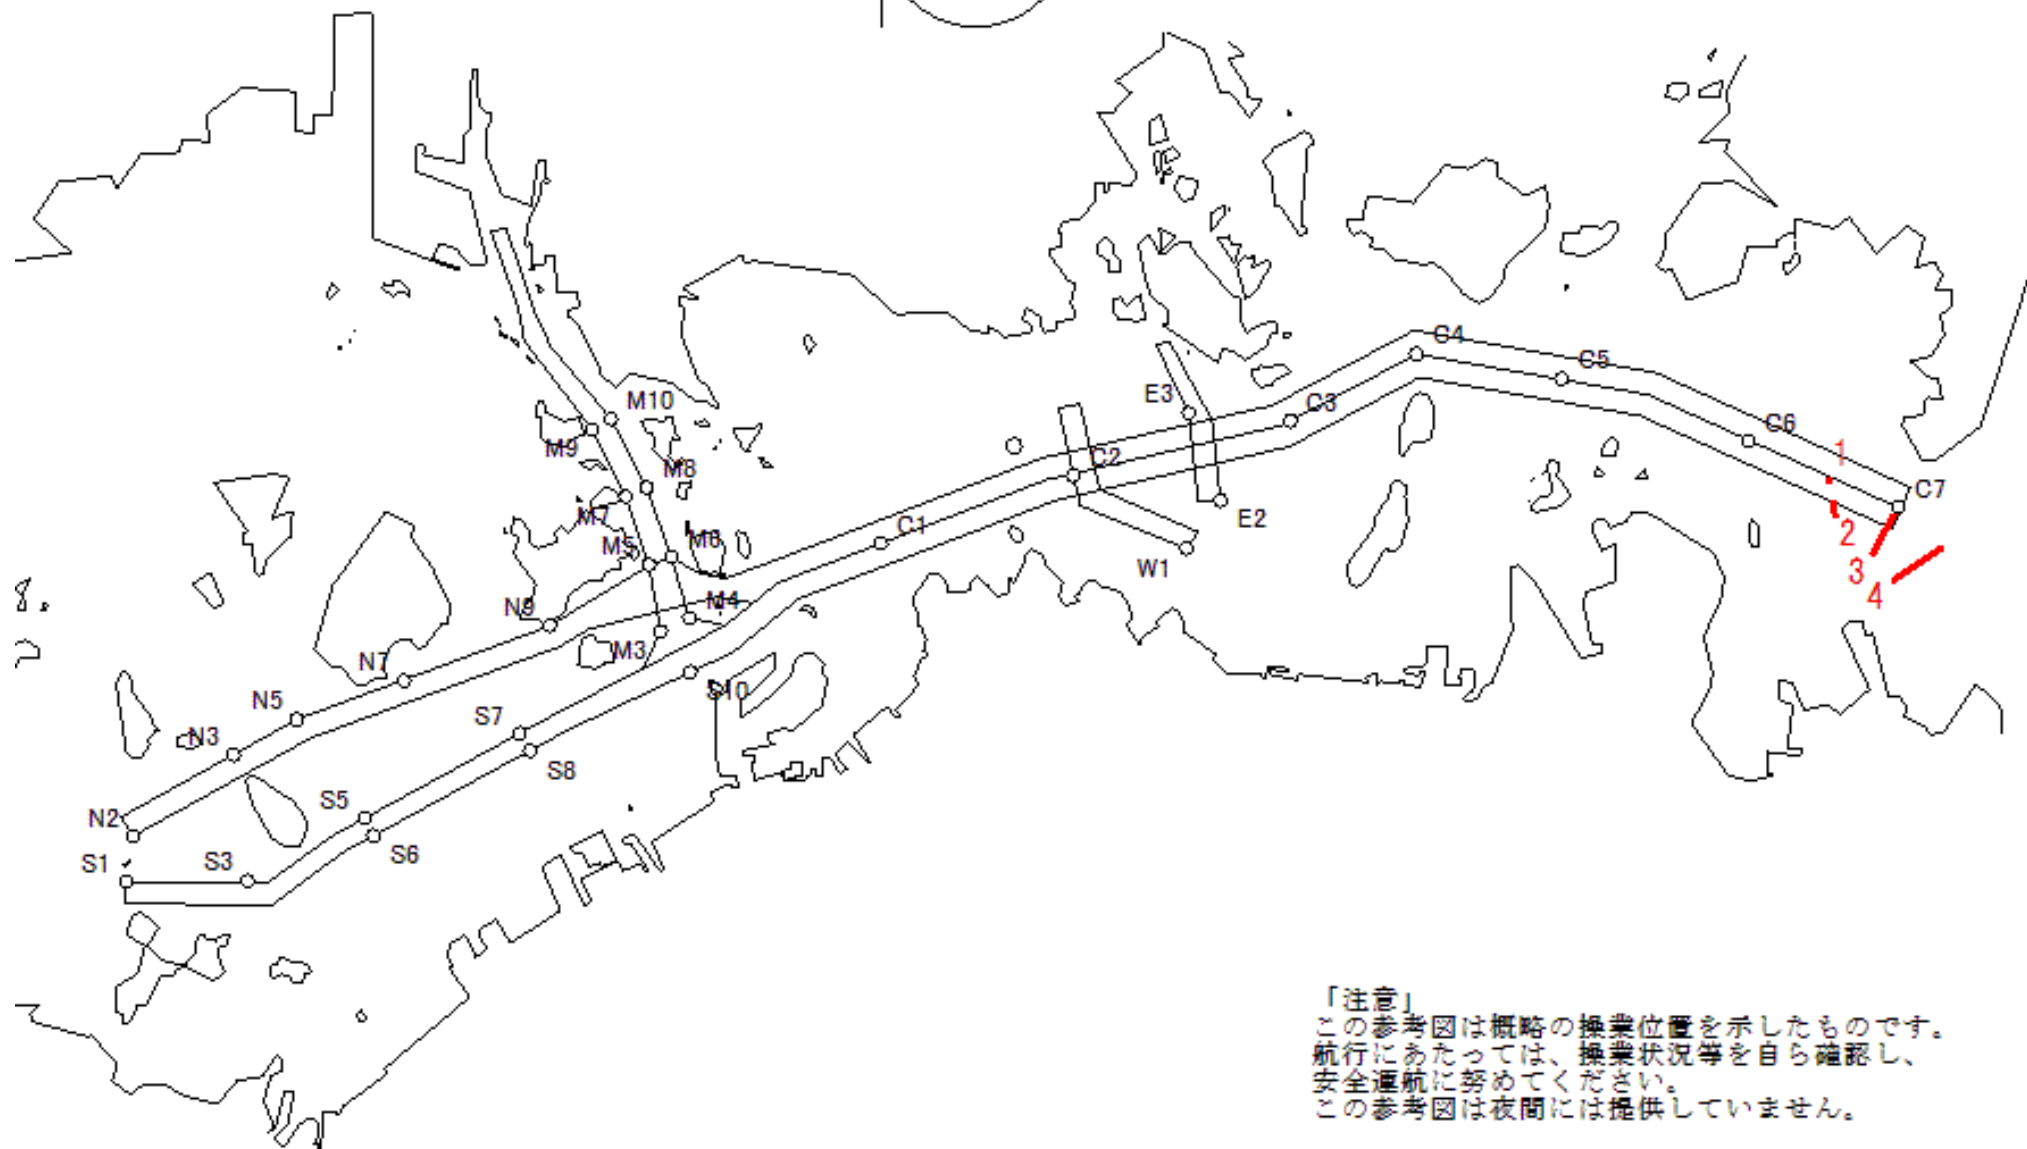 C4
C5
E3
M10
C3
C6
M9
1
M8
C2
C7
M7
E2
C1
2
M5
M6
W1
3
4
N9
M4
M3
N7
S10
N5
S7
N3
S8
S5
N2
S6
S1
S3
「注意」
この参考図は概略の操業位置を示したものです。
航行にあたっては、操業状況等を自ら確認し、
安全運航に努めてください。
この参考図は夜間には提供していません。